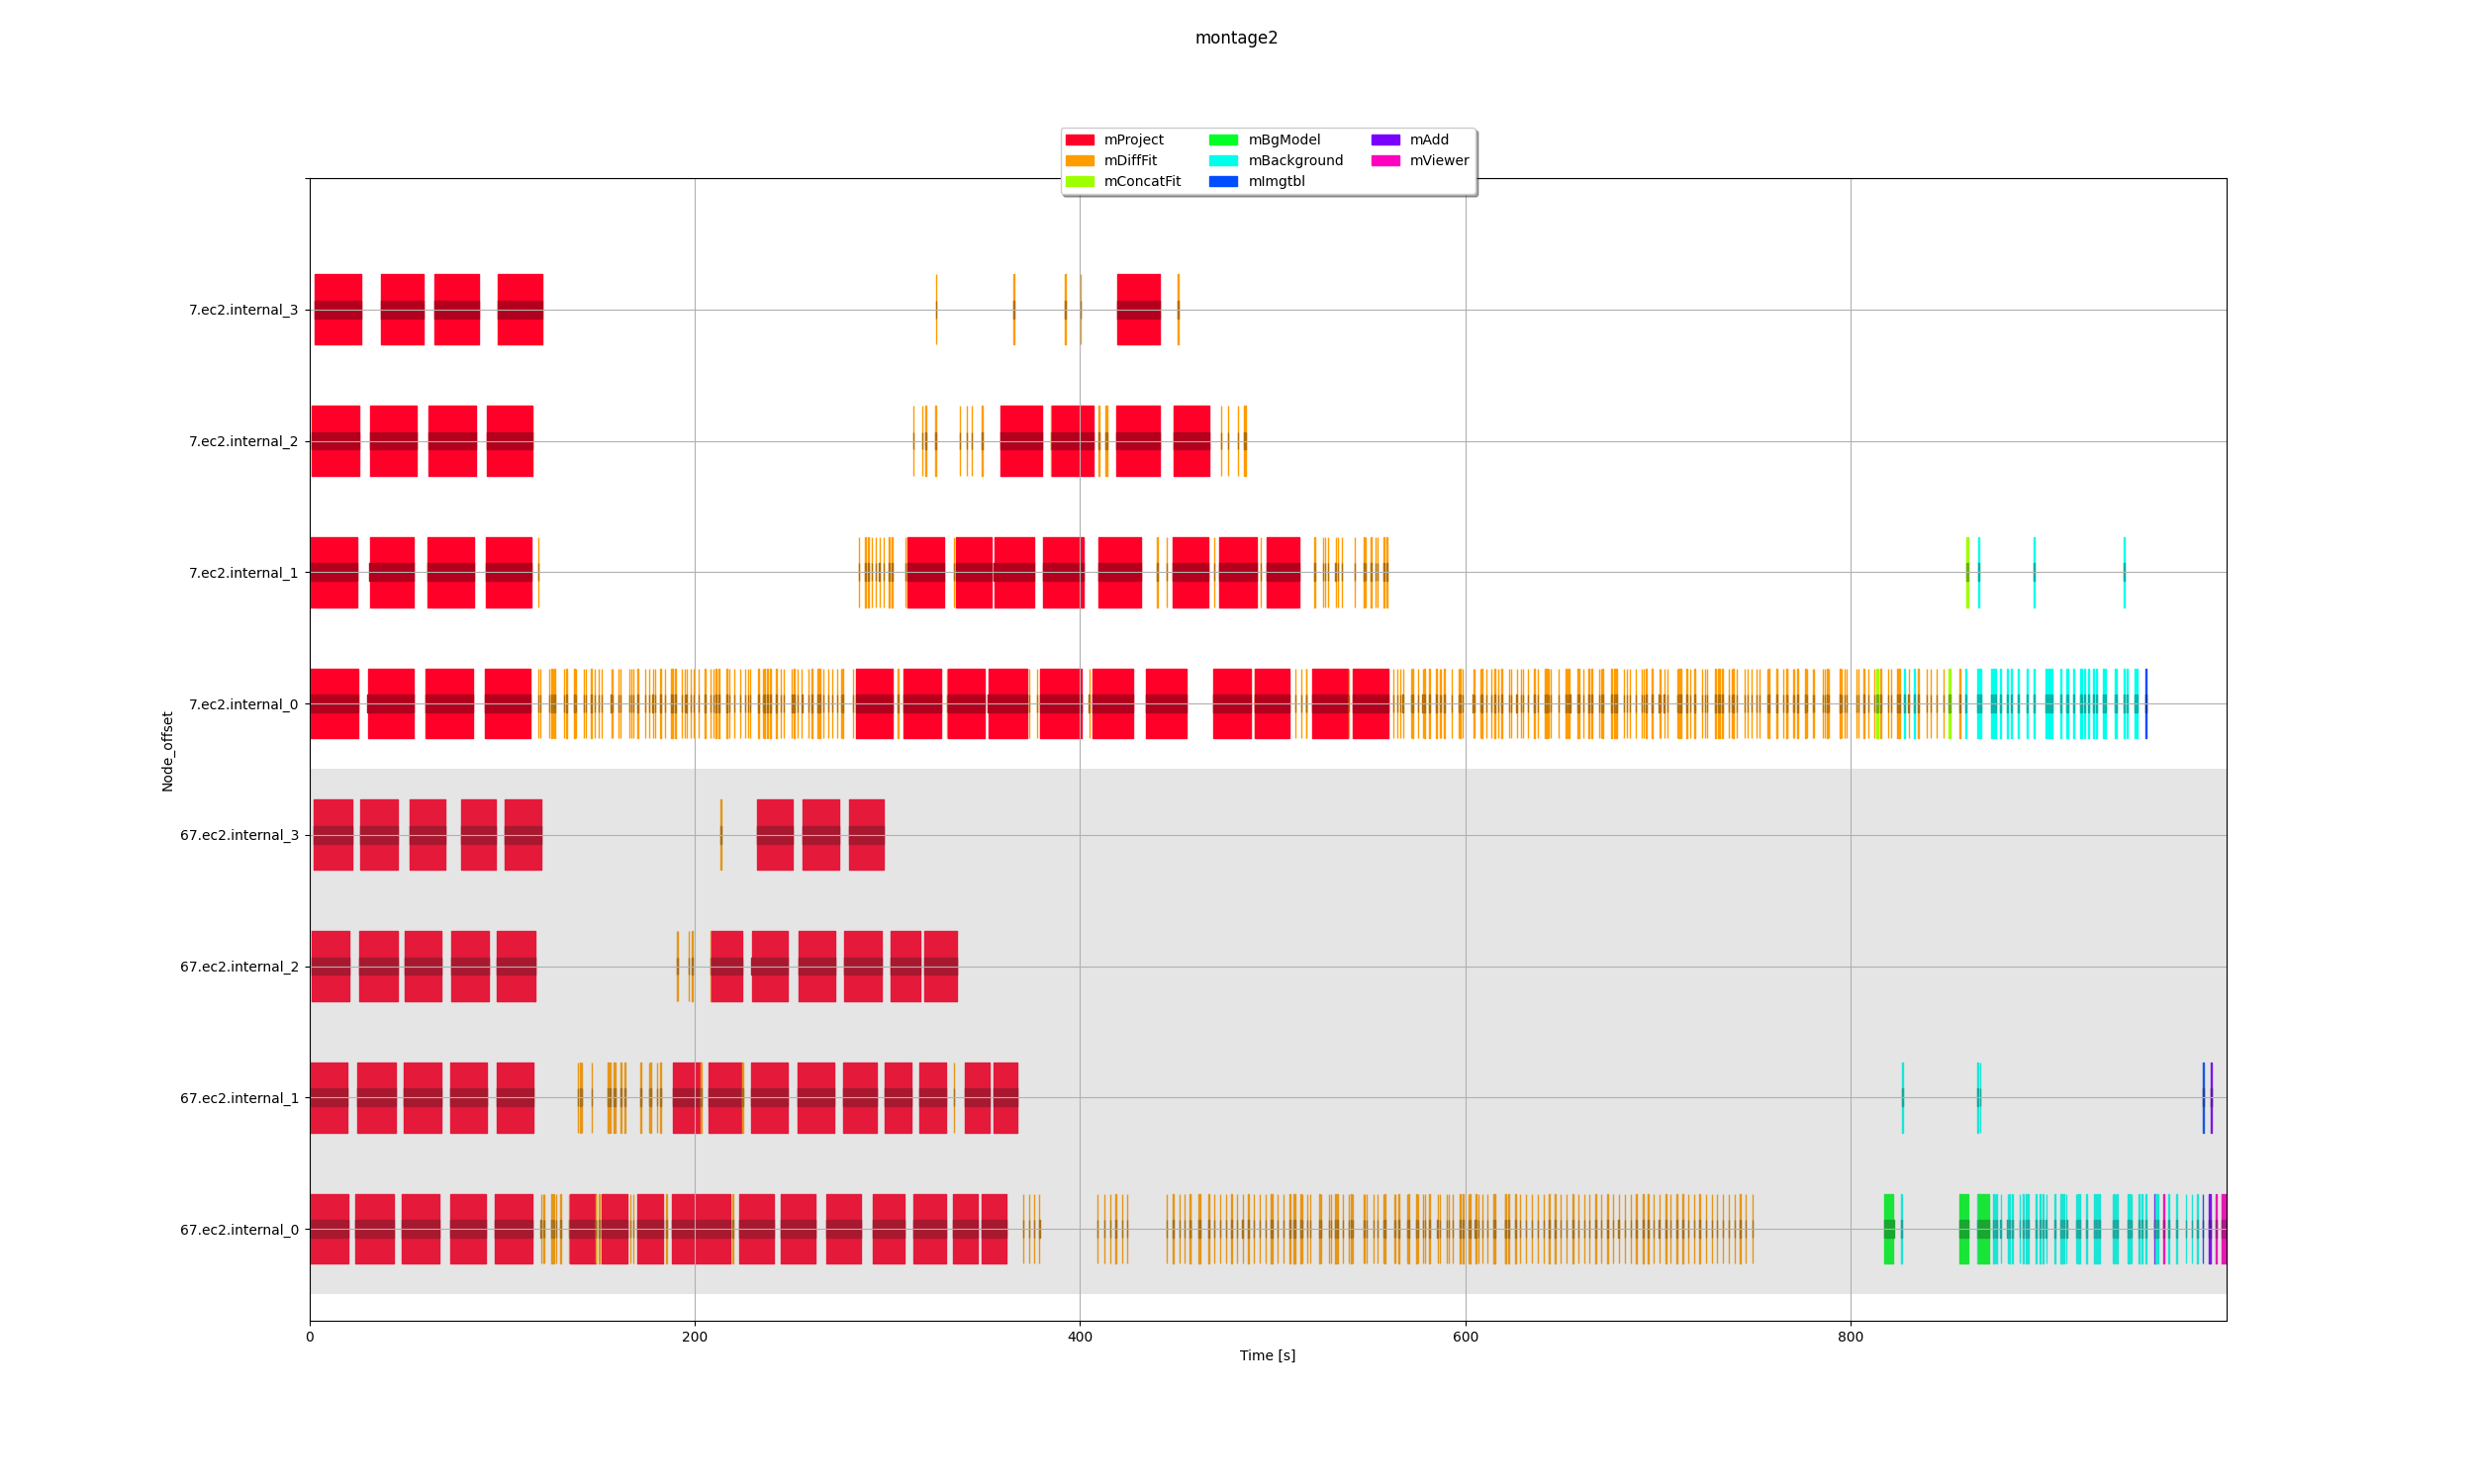 montage2
mProject mBgModel mAdd
mDiffFit mBackground mViewer
mConcatFit mImgtbl
7.ec2.internal_3
7.ec2.internal_2
7.ec2.internal_1
7.ec2.internal_0
67.ec2.internal_3
67.ec2.internal_2
67.ec2.internal_1
67.ec2.internal_0
Node_offset
0 200 400 600 800
Time [s]